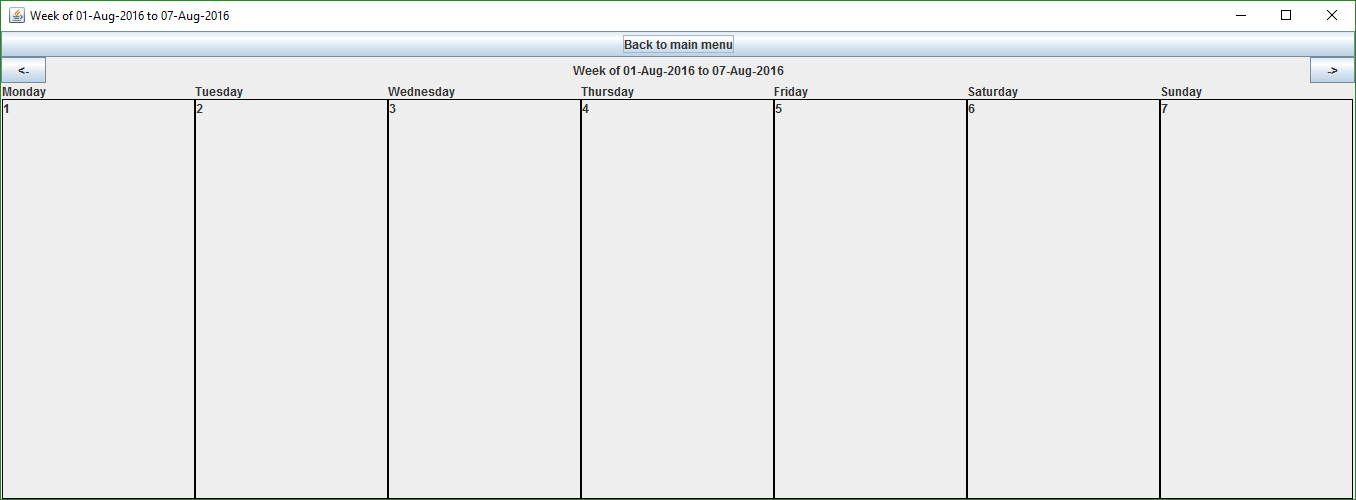 Week of 01-Aug-2016 to 07-Aug-2016
Back to main menu
<- Week of 01-Aug-2016 to 07-Aug-2016 ->
Monday Tuesday Wednesday Thursday Friday Saturday Sunday
1 2 3 4 5 6 7